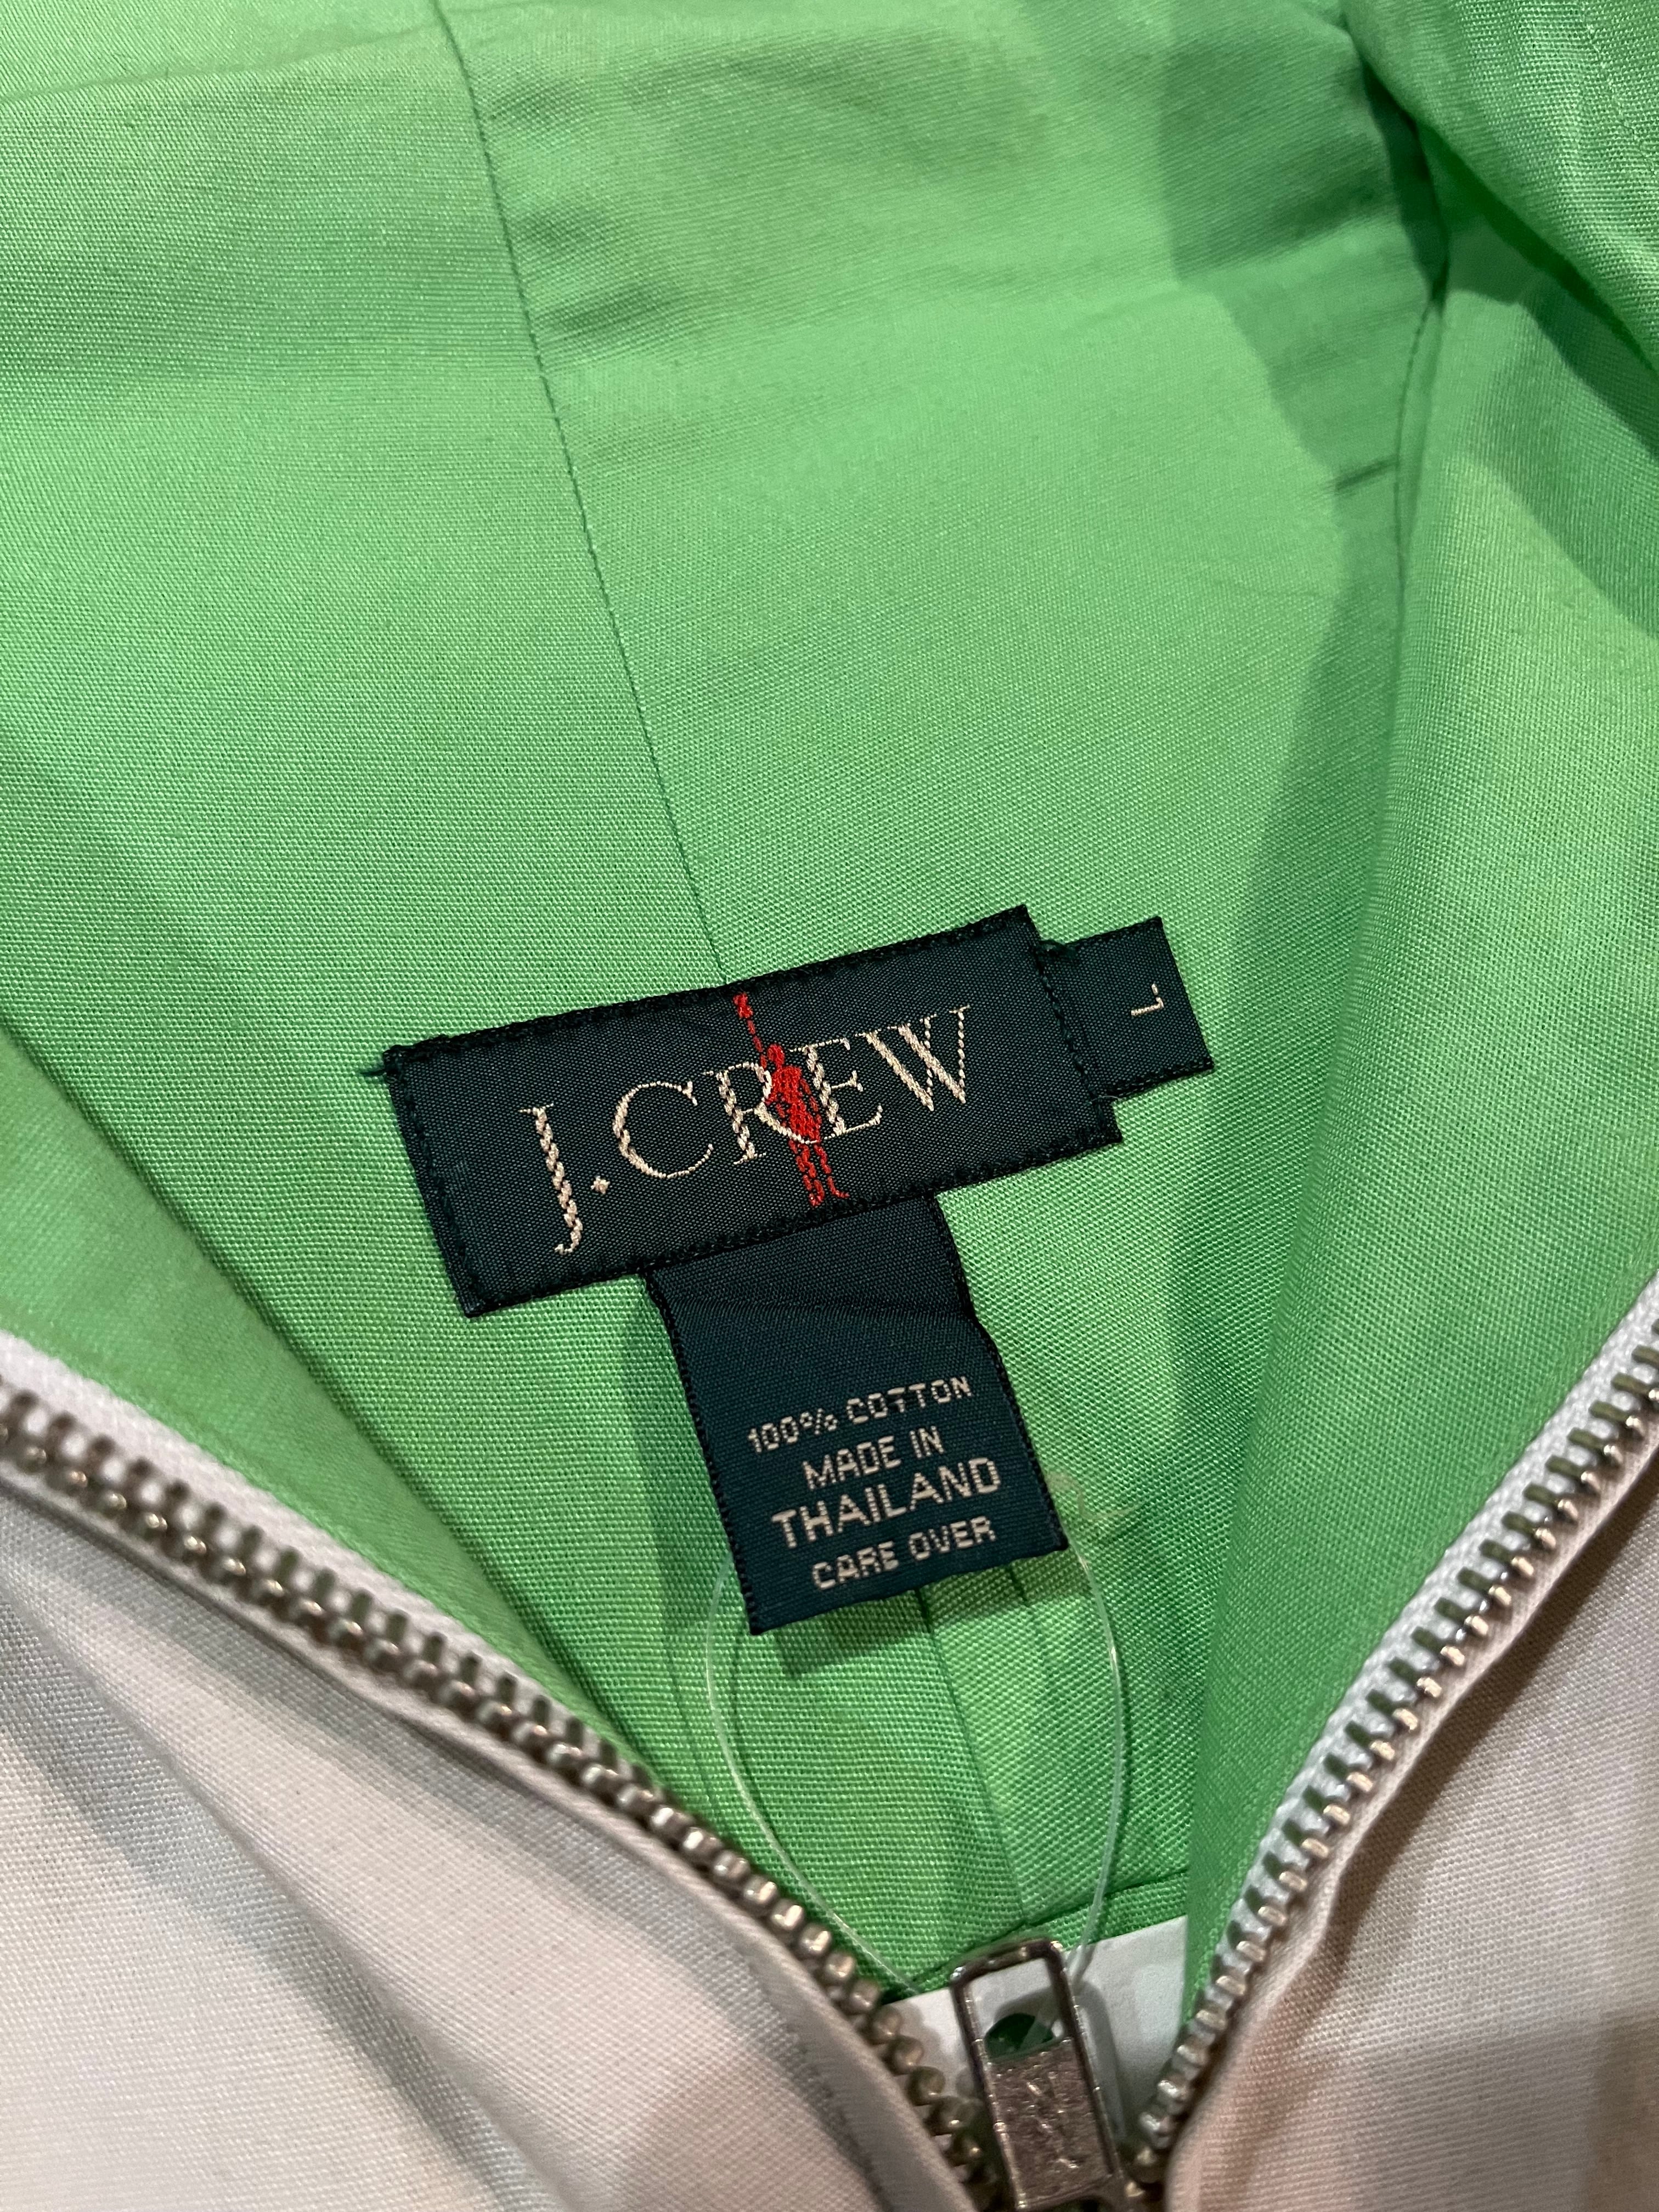 J.CREW
L
100% COTTON
MADE IN
THAILAND
CARE OVER